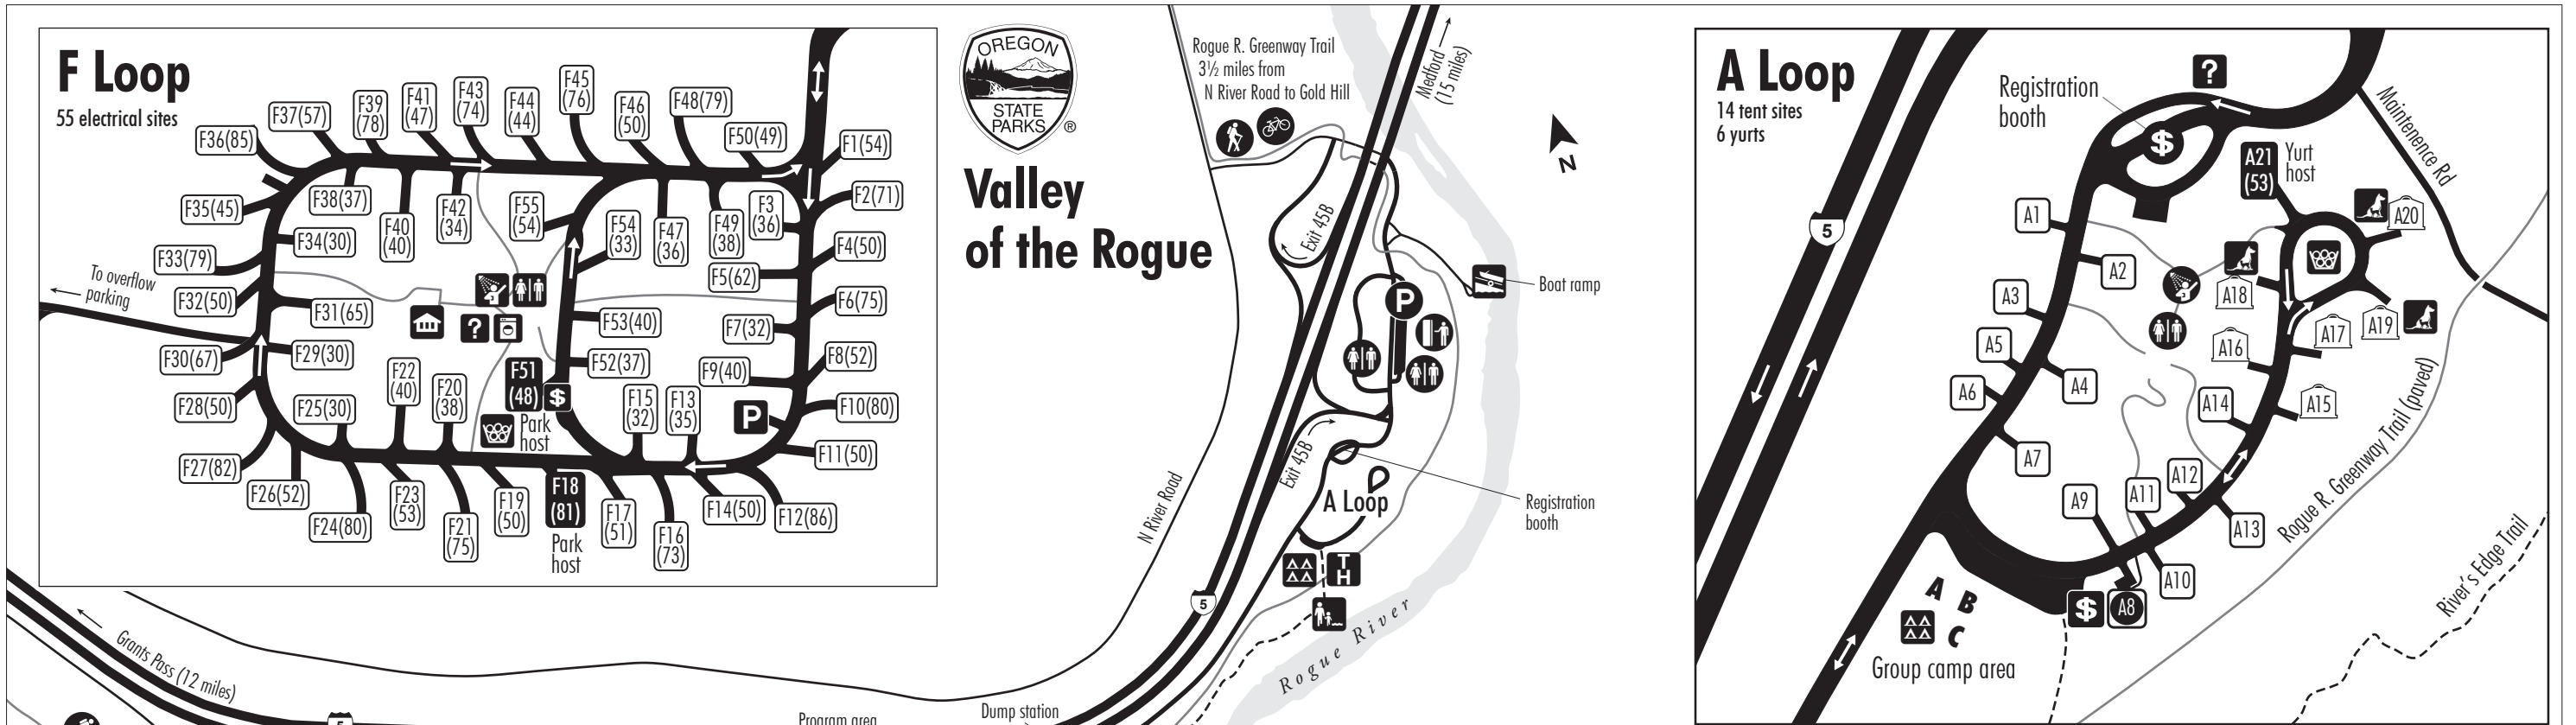 F Loop
55 electrical sites
F36(85)
F37(57)
F39
(78)
F41
(47)
F43
(74)
F44
(44)
F45
(76)
F46
(50)
F48(79)
F50(49)
F1(54)
F2(71)
F35(45)
F38(37)
F40
(40)
F42
(34)
F55
(54)
F54
(33)
F47
(36)
F49
(38)
F3
(36)
F34(30)
F33(79)
F4(50)
F5(62)
To overflow
parking
F32(50)
F31(65)
F6(75)
F53(40)
F7(32)
?
F30(67)
F29(30)
F52(37)
F9(40)
F8(52)
F28(50)
F25(30)
F22
(40)
F20
(38)
F51
(48)
$
Park
host
F15
(32)
F13
(35)
P
F10(80)
F11(50)
F27(82)
F26(52)
F24(80)
F23
(53)
F21
(75)
F19
(50)
F18
(81)
Park
host
F17
(51)
F16
(73)
F14(50)
F12(86)
OREGON
STATE
PARKS
®
Valley
of the Rogue
Rogue R. Greenway Trail
3½ miles from
N River Road to Gold Hill
Medford
(15 miles)
N
Exit 45B
Boat ramp
P
Exit 45B
A Loop
Registration
booth
N River Road
T
H
5
Rogue River
Grants Pass (12 miles)
5
Program area
Dump station
A Loop
14 tent sites
6 yurts
Registration
booth
?
$
Maintenence Rd
5
A21
(53)
Yurt
host
A1
A20
A2
A3
A18
A5
A4
A16
A17
A19
A6
A7
A14
A15
A9
A11
A12
A13
A10
$
A8
A
B
C
Group camp area
Rogue R. Greenway Trail (paved)
River's Edge Trail